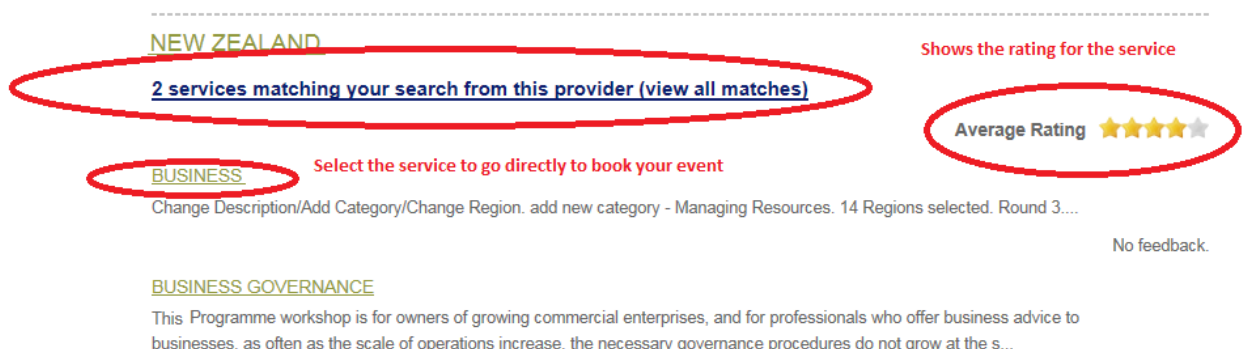 NEW ZEALAND
Shows the rating for the service
2 services matching your search from this provider (view all matches)
Average Rating
Select the service to go directly to book your event
BUSINESS
Change Description/Add Category/Change Region. add new category - Managing Resources. 14 Regions selected. Round 3....
No feedback.
BUSINESS GOVERNANCE
This Programme workshop is for owners of growing commercial enterprises, and for professionals who offer business advice to
businesses, as often as the scale of operations increase, the necessary governance procedures do not grow at the s...